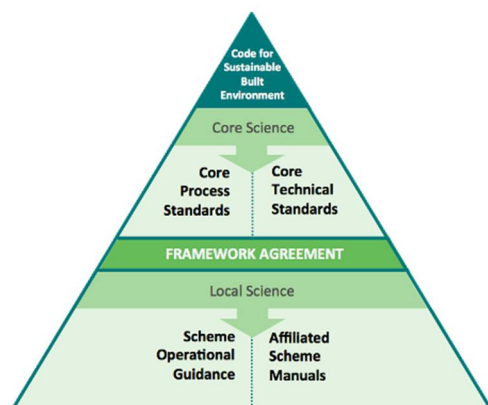 Code for
Sustainable
Built
Environment
Core Science
Core
Process
Standards
Core
Technical
Standards
FRAMEWORK AGREEMENT
Local Science
Scheme
Operational
Guidance
Affiliated
Scheme
Manuals